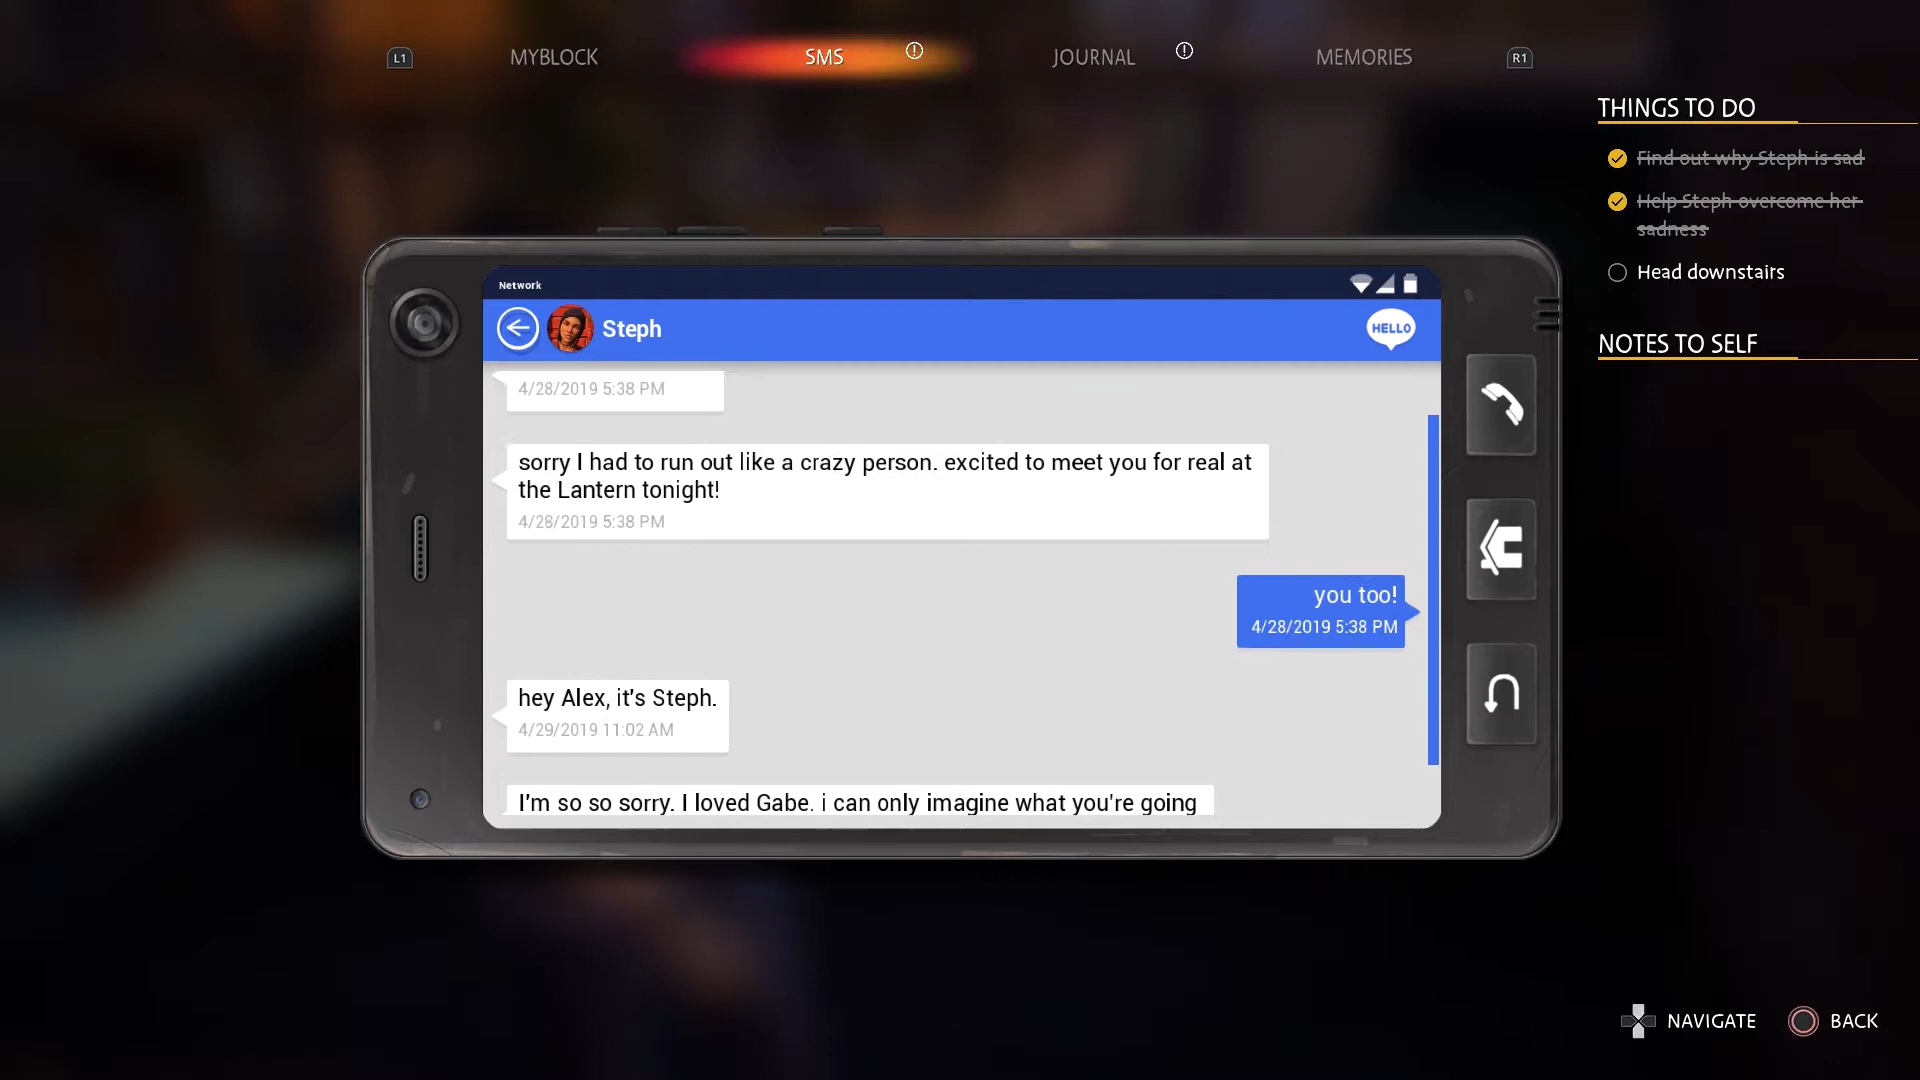 L1
MYBLOCK
SMS
JOURNAL
MEMORIES
R1
THINGS TO DO
Find out why Steph is sad
Help Steph overcome her
sadness
Head downstairs
NOTES TO SELF
Network
Steph
HELLO
4/28/2019 5:38 PM
sorry I had to run out like a crazy person. excited to meet you for real at
the Lantern tonight!
4/28/2019 5:38 PM
you too!
4/28/2019 5:38 PM
hey Alex, it's Steph.
4/29/2019 11:02 AM
I'm so so sorry. I loved Gabe. i can only imagine what you're going
NAVIGATE
BACK